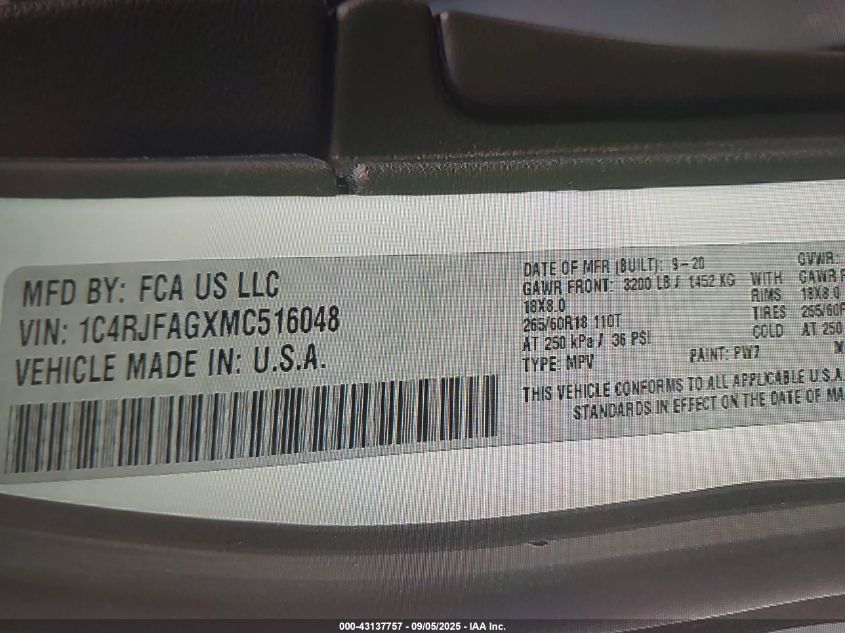 MFD BY: FCA US LLC
VIN: 1C4RJFAGXMC516048
VEHICLE MADE IN: U.S.A.
DATE OF MFR (BUILT): 9-20 GVWR:
GAWR FRONT: 3200 LB / 1452 KG WITH GAWR
18X8.0 RIMS 18X8.0
265/60R18 110T TIRES 265/60R
AT 250 kPa / 36 PSI COLD AT 250
TYPE: MPV PAINT: PW7
THIS VEHICLE CONFORMS TO ALL APPLICABLE U.S.A
STANDARDS IN EFFECT ON THE DATE OF MA
000-43137757 - 09/05/2025 - IAA Inc.